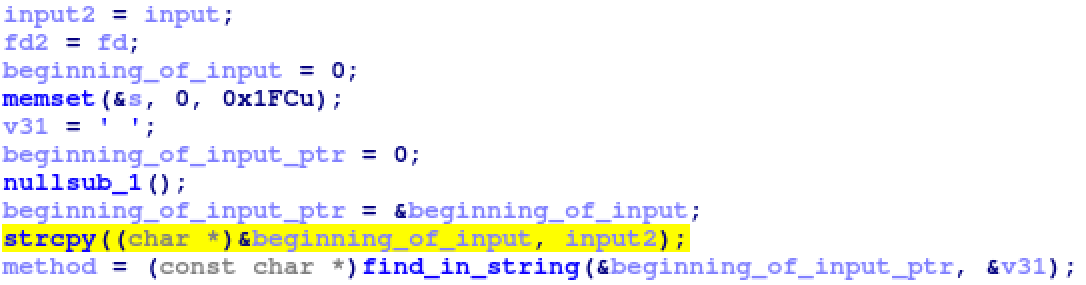 input2 = input;
fd2 = fd;
beginning_of_input = 0;
memset(&s, 0, 0x1FCu);
v31 = ' ';
beginning_of_input_ptr = 0;
nullsub_1();
beginning_of_input_ptr = &beginning_of_input;
strcpy((char *)&beginning_of_input, input2);
method = (const char *)find_in_string(&beginning_of_input_ptr, &v31);